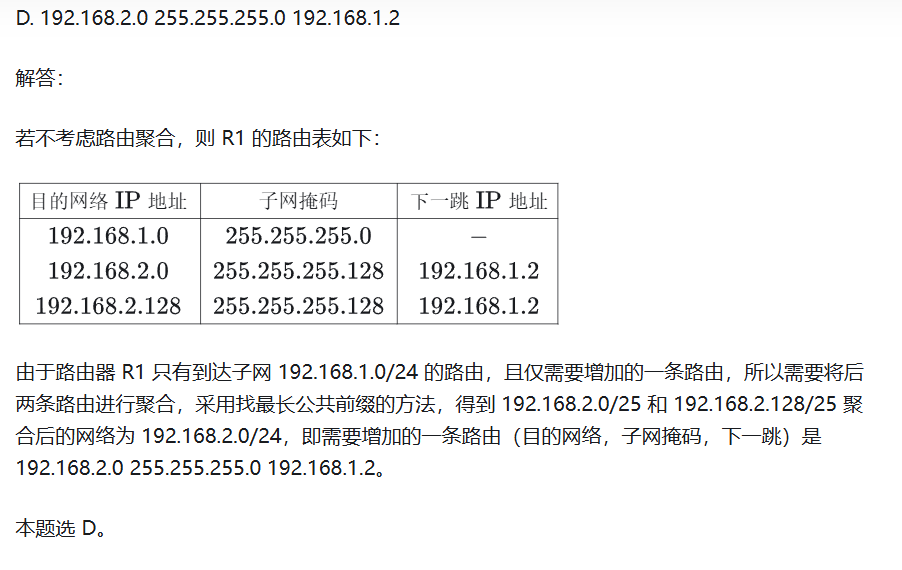 D. 192.168.2.0 255.255.255.0 192.168.1.2
解答：
若不考虑路由聚合，则 R1 的路由表如下：
目的网络 IP 地址 子网掩码 下一跳 IP 地址
192.168.1.0 255.255.255.0 −
192.168.2.0 255.255.255.128 192.168.1.2
192.168.2.128 255.255.255.128 192.168.1.2
由于路由器 R1 只有到达子网 192.168.1.0/24 的路由，且仅需要增加的一条路由，所以需要将后
两条路由进行聚合，采用找最长公共前缀的方法，得到 192.168.2.0/25 和 192.168.2.128/25 聚
合后的网络为 192.168.2.0/24，即需要增加的一条路由（目的网络，子网掩码，下一跳）是
192.168.2.0 255.255.255.0 192.168.1.2。
本题选 D。